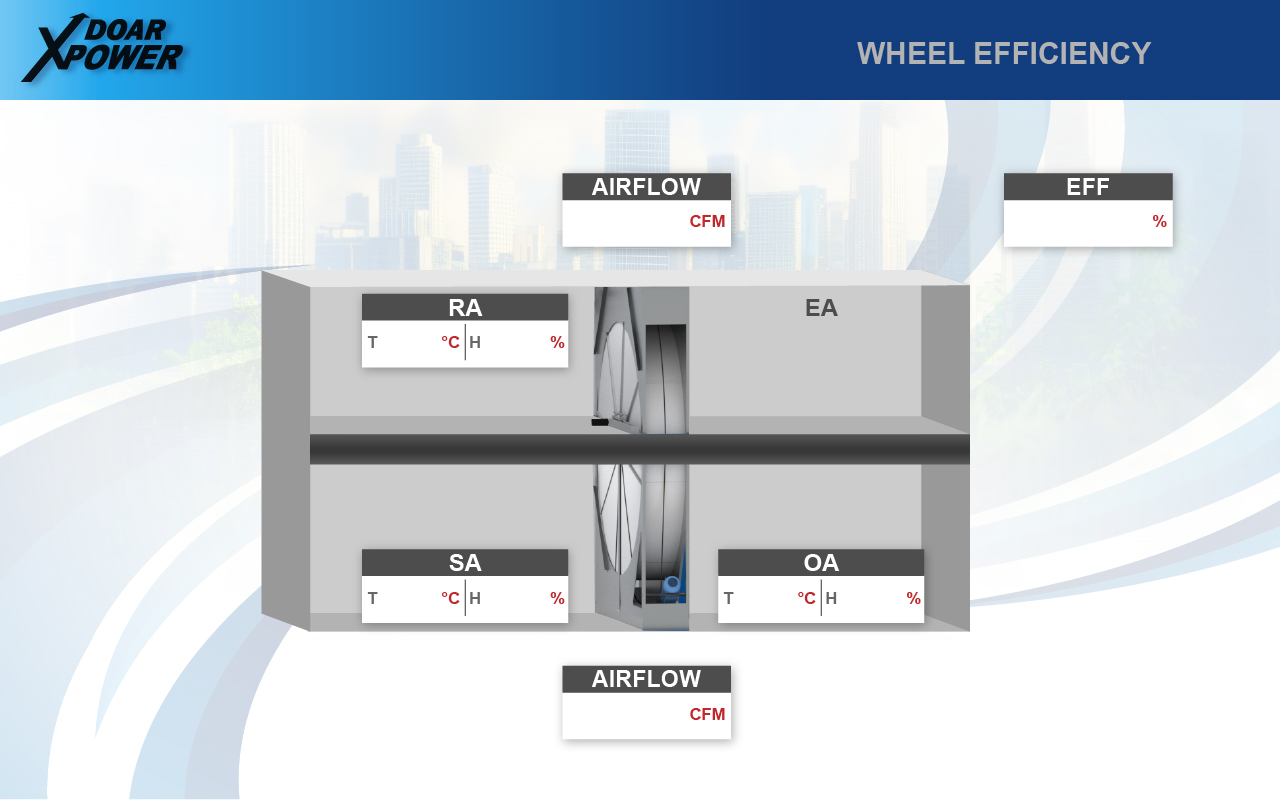 DOAR
XPOWER
WHEEL EFFICIENCY
AIRFLOW
CFM
EFF
%
RA
T °C H %
EA
SA
T °C H %
OA
T °C H %
AIRFLOW
CFM